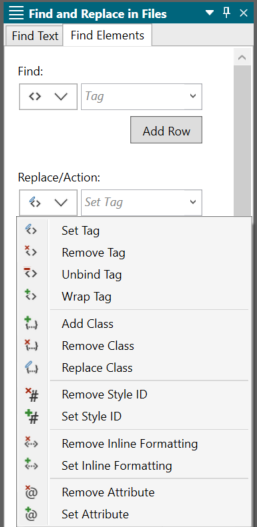 Find and Replace in Files
Find Text Find Elements
Find:
<> Tag
Add Row
Replace/Action:
<> Set Tag
Set Tag
Remove Tag
Unbind Tag
Wrap Tag
Add Class
Remove Class
Replace Class
# Remove Style ID
# Set Style ID
Remove Inline Formatting
Set Inline Formatting
@ Remove Attribute
@ Set Attribute